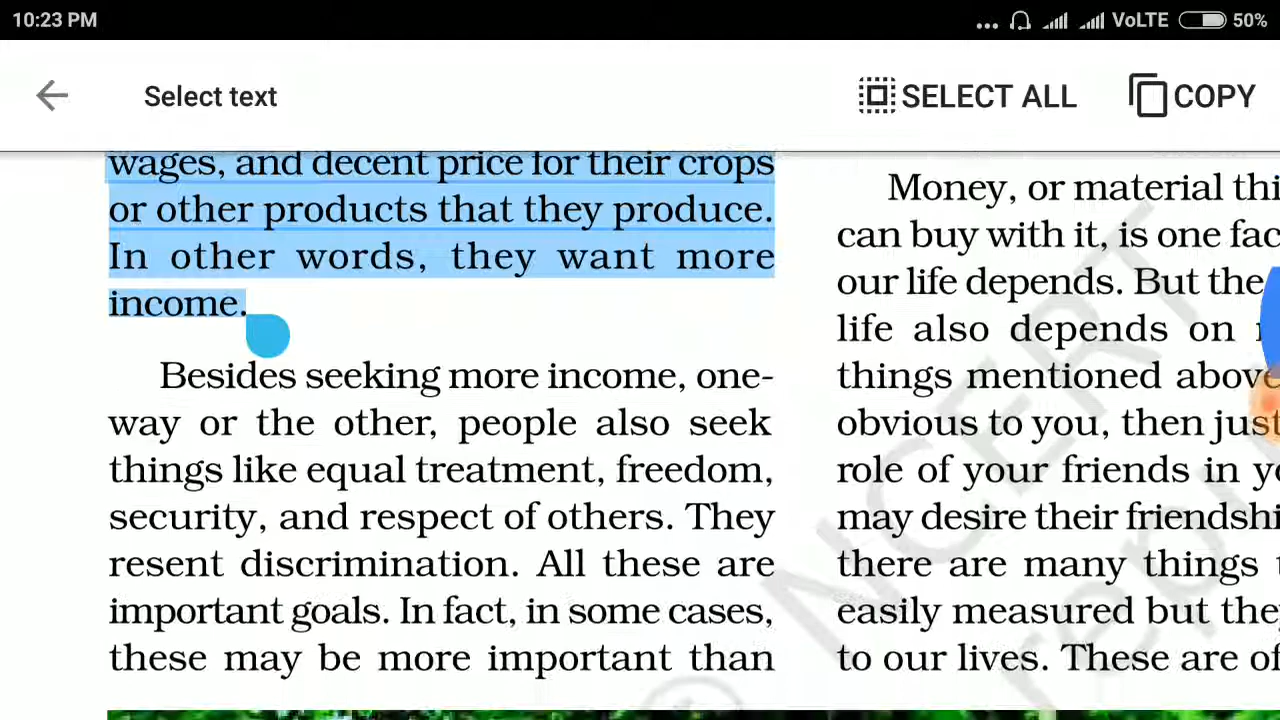 10:23 PM
... VoLTE 50%
Select text
SELECT ALL
COPY
wages, and decent price for their crops
or other products that they produce.
In other words, they want more
income.
Besides seeking more income, one-
way or the other, people also seek
things like equal treatment, freedom,
security, and respect of others. They
resent discrimination. All these are
important goals. In fact, in some cases,
these may be more important than
Money, or material thi
can buy with it, is one fac
our life depends. But the
life also depends on
things mentioned above
obvious to you, then just
role of your friends in yo
may desire their friendshi
there are many things
easily measured but the
to our lives. These are of
NCERT